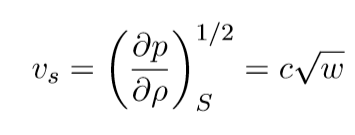 v_s = \left( \frac{\partial p}{\partial \rho} \right)_S^{1/2} = c\sqrt{w}